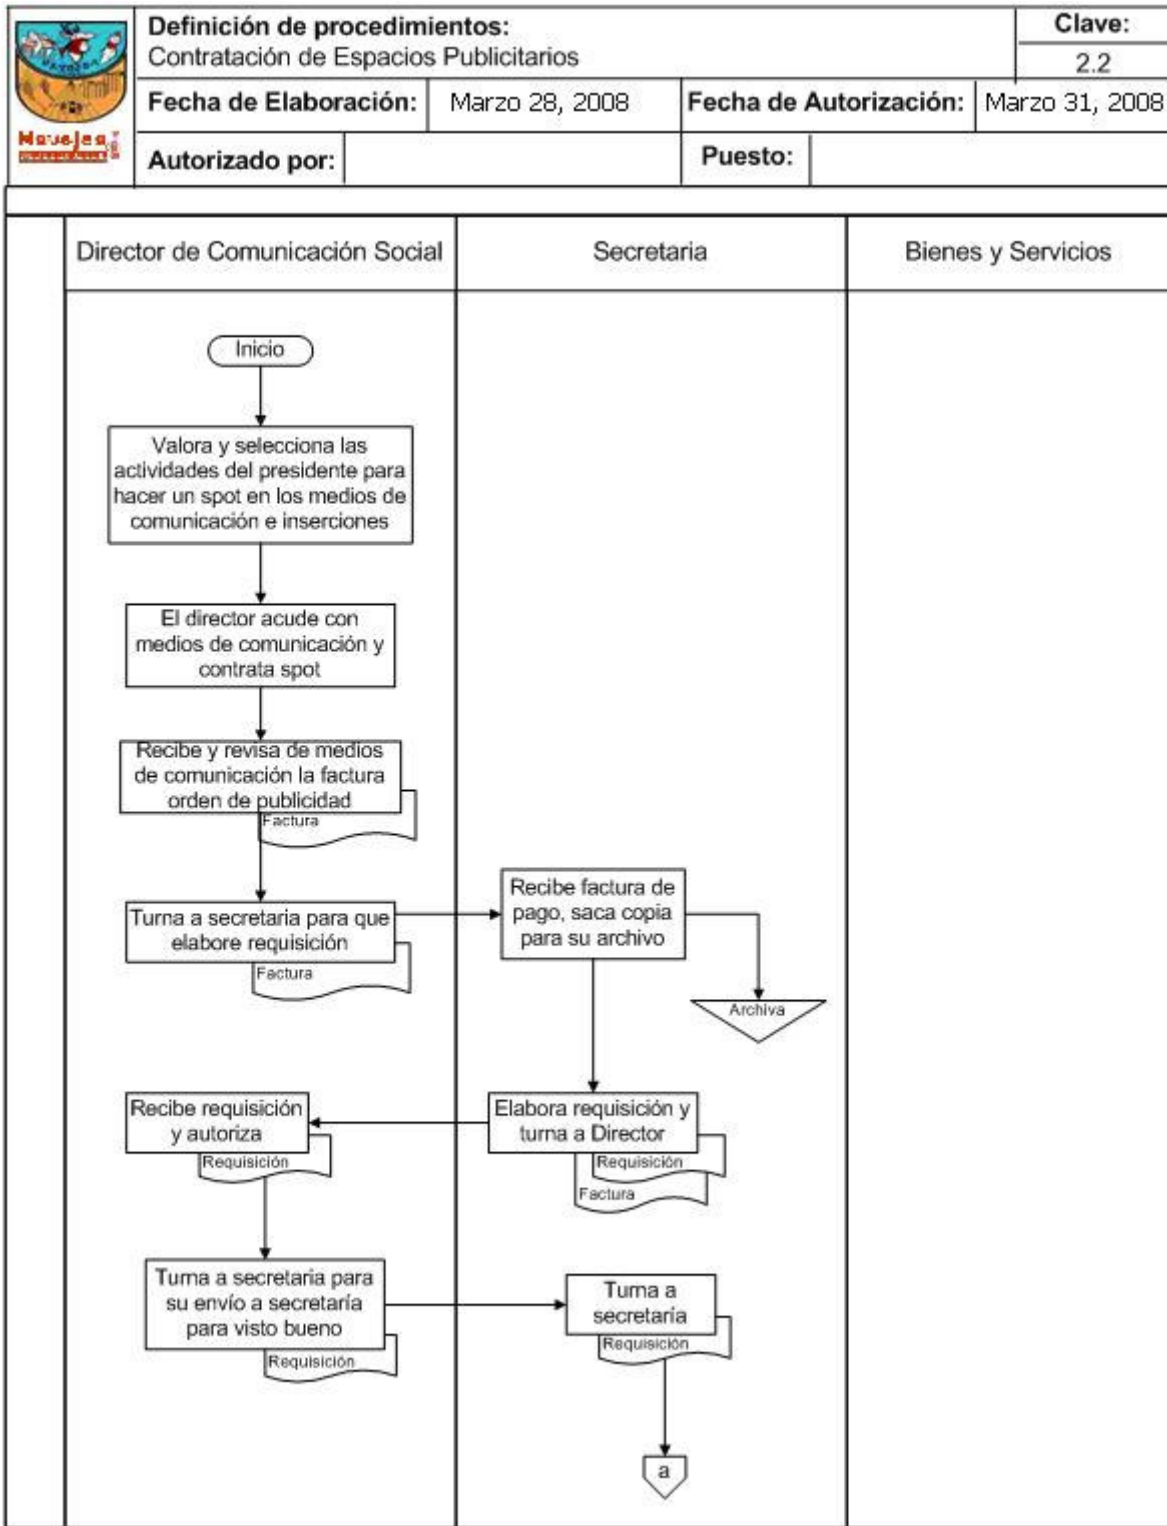 Definición de procedimientos:
Contratación de Espacios Publicitarios
Clave:
2.2
Fecha de Elaboración:
Marzo 28, 2008
Fecha de Autorización:
Marzo 31, 2008
Autorizado por:
Puesto:
Director de Comunicación Social
Secretaria
Bienes y Servicios
Inicio
Valora y selecciona las
actividades del presidente para
hacer un spot en los medios de
comunicación e inserciones
El director acude con
medios de comunicación y
contrata spot
Recibe y revisa de medios
de comunicación la factura
orden de publicidad
Factura
Turna a secretaria para que
elabore requisición
Factura
Recibe factura de
pago, saca copia
para su archivo
Archiva
Recibe requisición
y autoriza
Requisición
Elabora requisición y
turna a Director
Requisición
Factura
Turna a secretaria para
su envío a secretaría
para visto bueno
Requisición
Turna a
secretaría
Requisición
a